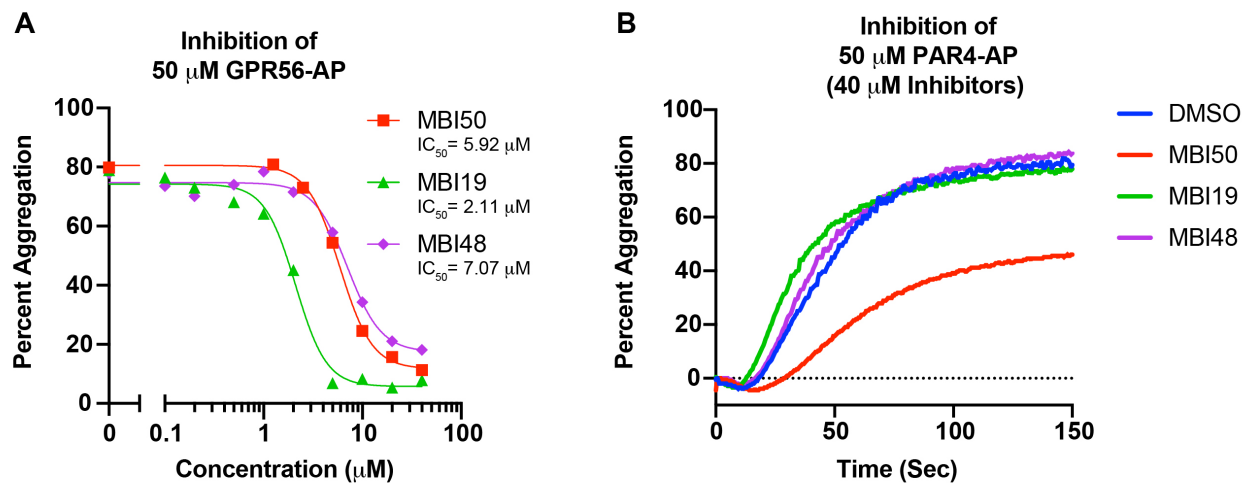 A
Inhibition of
50 μM GPR56-AP
Percent Aggregation
100
80
60
40
20
0
0
0.1
1
10
100
Concentration (μM)
MBI50
IC50= 5.92 μM
MBI19
IC50= 2.11 μM
MBI48
IC50= 7.07 μM
B
Inhibition of
50 μM PAR4-AP
(40 μM Inhibitors)
Percent Aggregation
100
80
60
40
20
0
0
50
100
150
Time (Sec)
DMSO
MBI50
MBI19
MBI48